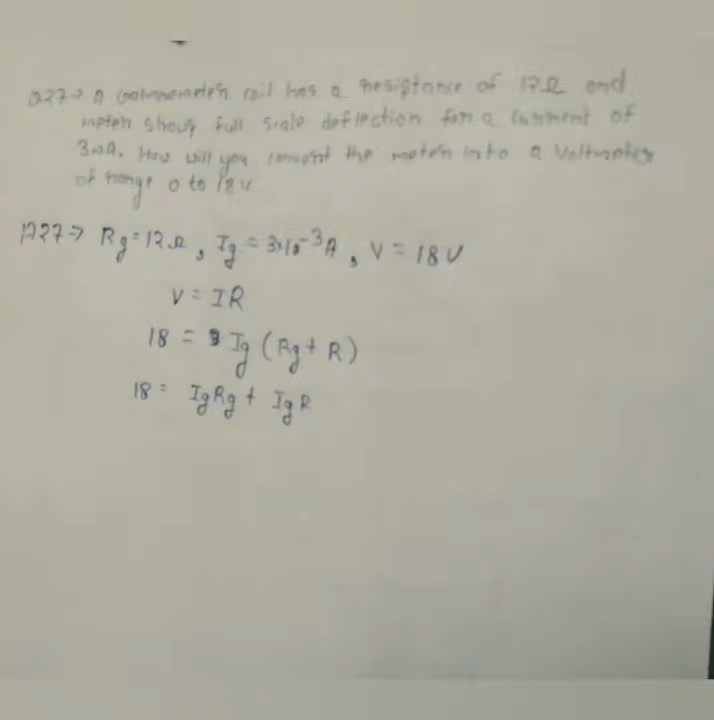 Q27→ A galvanometer coil has a resistance of 12Ω and
meter shows full scale deflection for a current of
3mA. How will you convert the meter into a voltmeter
of range 0 to 18V
1227→ Rg=12Ω, Ig = 3×10⁻³A, V = 18V
V = IR
18 = Ig (Rg + R)
18 = IgRg + IgR